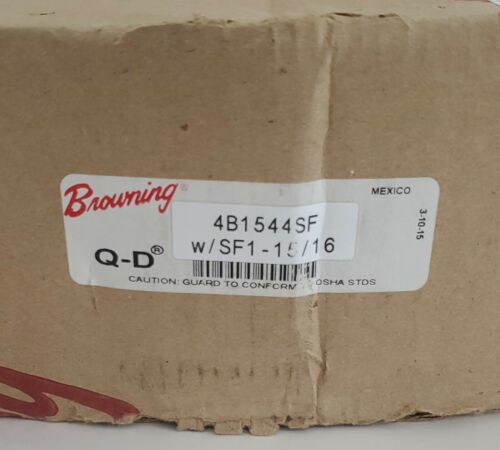 Browning®
MEXICO
3-10-15
4B1544SF
w/SF1-15/16
Q-D®
CAUTION: GUARD TO CONFORM OSHA STDS